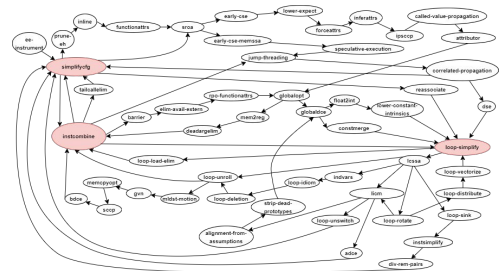 ee-
instrument
simplifycfg
prune-
eh
inline
functionattrs
sroa
early-cse
lower-expect
forceattrs
inferattrs
ipsccp
called-value-propagation
attributor
early-cse-memssa
speculative-execution
jump-threading
correlated-propagation
reassociate
dse
tailcallelim
instcombine
barrier
elim-avail-extern
rpo-functionattrs
globalopt
mem2reg
deadargelim
globaldce
float2int
lower-constant-
intrinsics
constmerge
loop-simplify
loop-load-elim
lcssa
loop-vectorize
loop-distribute
loop-unroll
loop-idiom
indvars
licm
loop-deletion
strip-dead-
prototypes
memcpyopt
gvn
mldst-motion
bdce
sccp
alignment-from-
assumptions
loop-unswitch
loop-rotate
loop-sink
adce
instsimplify
div-rem-pairs